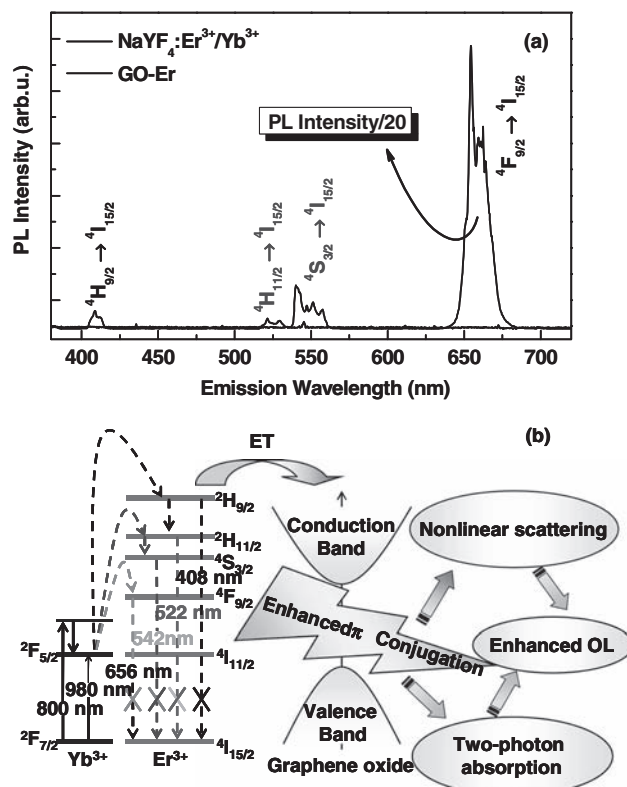 (a)
NaYF₄:Er³⁺/Yb³⁺
GO-Er
PL Intensity/20
⁴H₉/₂ → ⁴I₁₅/₂
⁴H₁₁/₂ → ⁴I₁₅/₂
⁴S₃/₂ → ⁴I₁₅/₂
⁴F₉/₂ → ⁴I₁₅/₂
PL Intensity (arb.u.)
400 450 500 550 600 650 700
Emission Wavelength (nm)
(b)
ET
²H₉/₂
²H₁₁/₂
⁴S₃/₂
408 nm
⁴F₉/₂
522 nm
542nm
²F₅/₂
⁴I₁₁/₂
656 nm
980 nm
800 nm
²F₇/₂
⁴I₁₅/₂
Yb³⁺
Er³⁺
Conduction
Band
Enhancedπ
Conjugation
Valence
Band
Graphene oxide
Nonlinear scattering
Enhanced OL
Two-photon
absorption